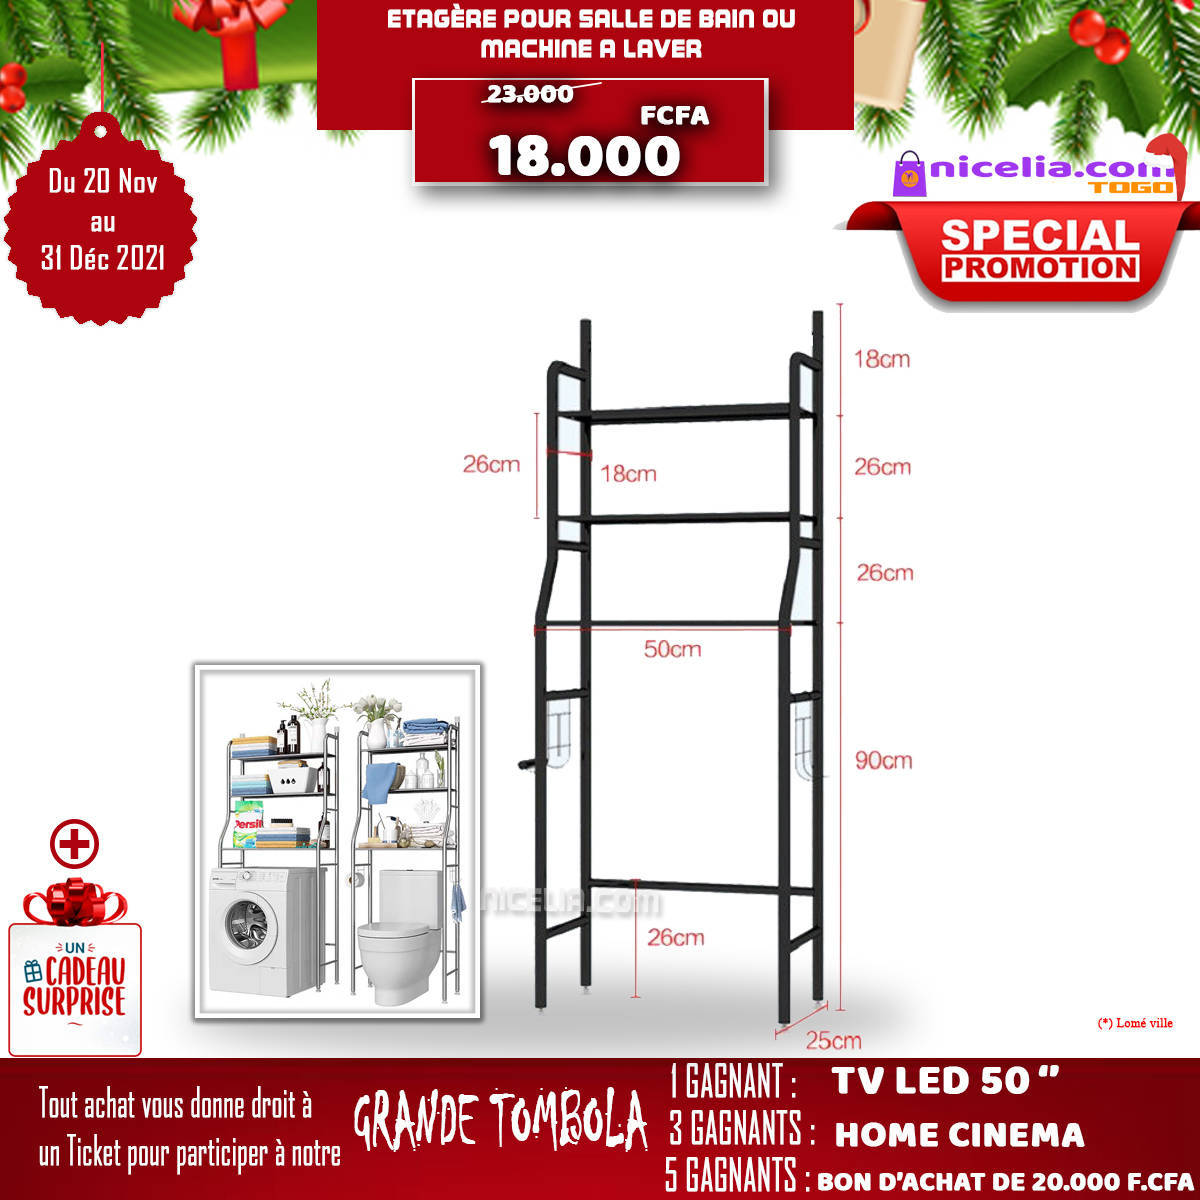 ETAGÈRE POUR SALLE DE BAIN OU
MACHINE A LAVER
23.000
FCFA
18.000
Du 20 Nov
au
31 Déc 2021
nicelia.com
TOGO
SPECIAL
PROMOTION
18cm
26cm
18cm
26cm
26cm
50cm
90cm
26cm
25cm
Persil
NICELIA.com
UN
CADEAU
SURPRISE
(*) Lomé ville
Tout achat vous donne droit à
un Ticket pour participer à notre
GRANDE TOMBOLA
1 GAGNANT : TV LED 50 "
3 GAGNANTS : HOME CINEMA
5 GAGNANTS : BON D'ACHAT DE 20.000 F.CFA